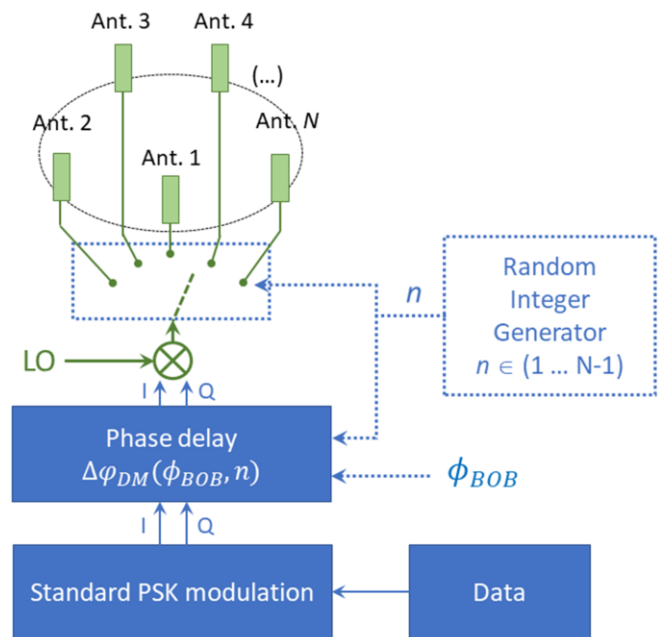 Ant. 3
Ant. 4
(...)
Ant. 2
Ant. N
Ant. 1
n
Random
Integer
Generator
n ∈ (1 ... N-1)
LO
I
Q
Phase delay
Δφ_DM(ϕ_BOB, n)
ϕ_BOB
I
Q
Standard PSK modulation
Data